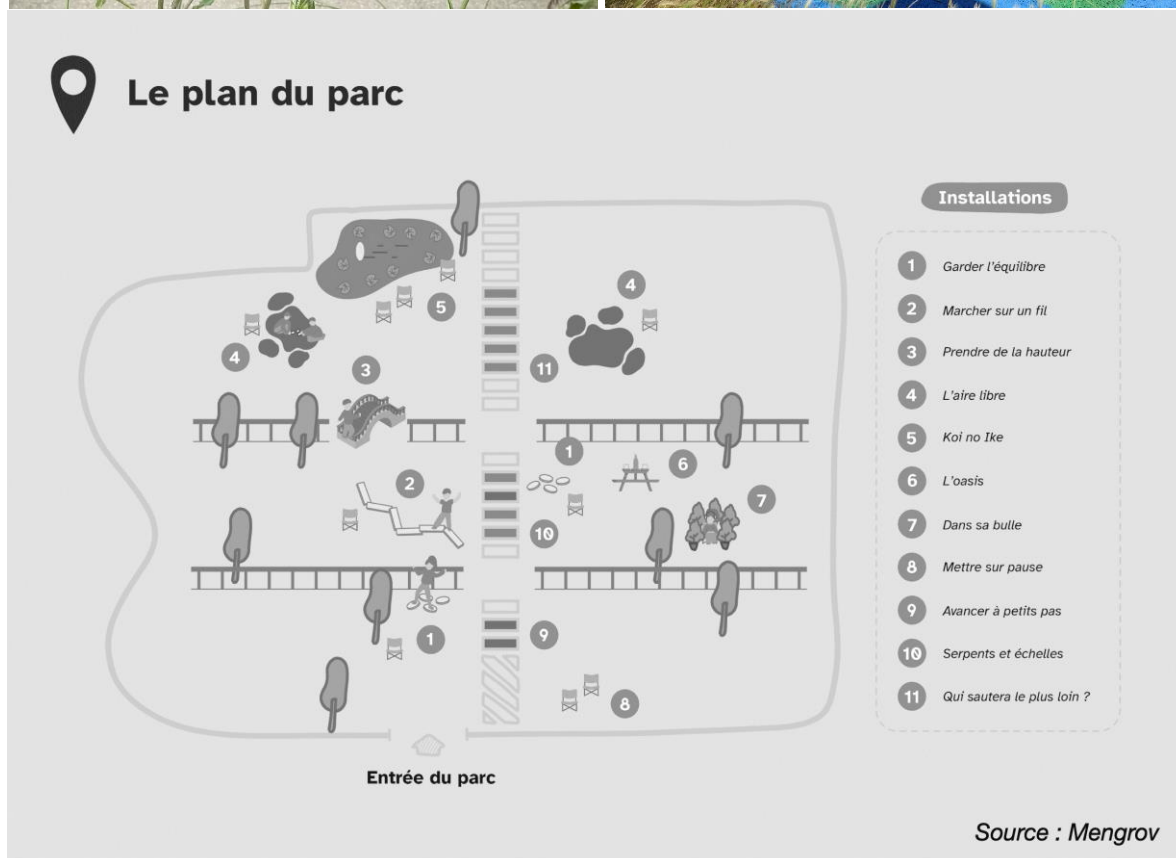 Le plan du parc
Installations
1 Garder l'équilibre
2 Marcher sur un fil
3 Prendre de la hauteur
4 L'aire libre
5 Koi no Ike
6 L'oasis
7 Dans sa bulle
8 Mettre sur pause
9 Avancer à petits pas
10 Serpents et échelles
11 Qui sautera le plus loin ?
4
5
4
3
11
1
6
2
7
10
9
1
8
Entrée du parc
Source : Mengrov